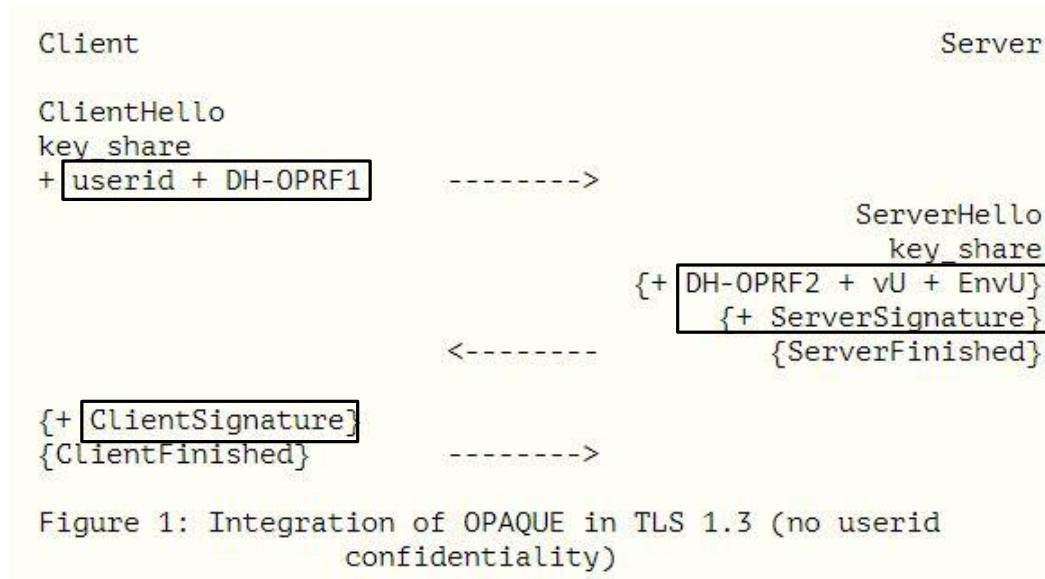 Client Server
ClientHello
key_share
+ userid + DH-OPRF1 -------->
ServerHello
key_share
{+ DH-OPRF2 + vU + EnvU}
{+ ServerSignature}
<-------- {ServerFinished}
{+ ClientSignature}
{ClientFinished} -------->
Figure 1: Integration of OPAQUE in TLS 1.3 (no userid
confidentiality)